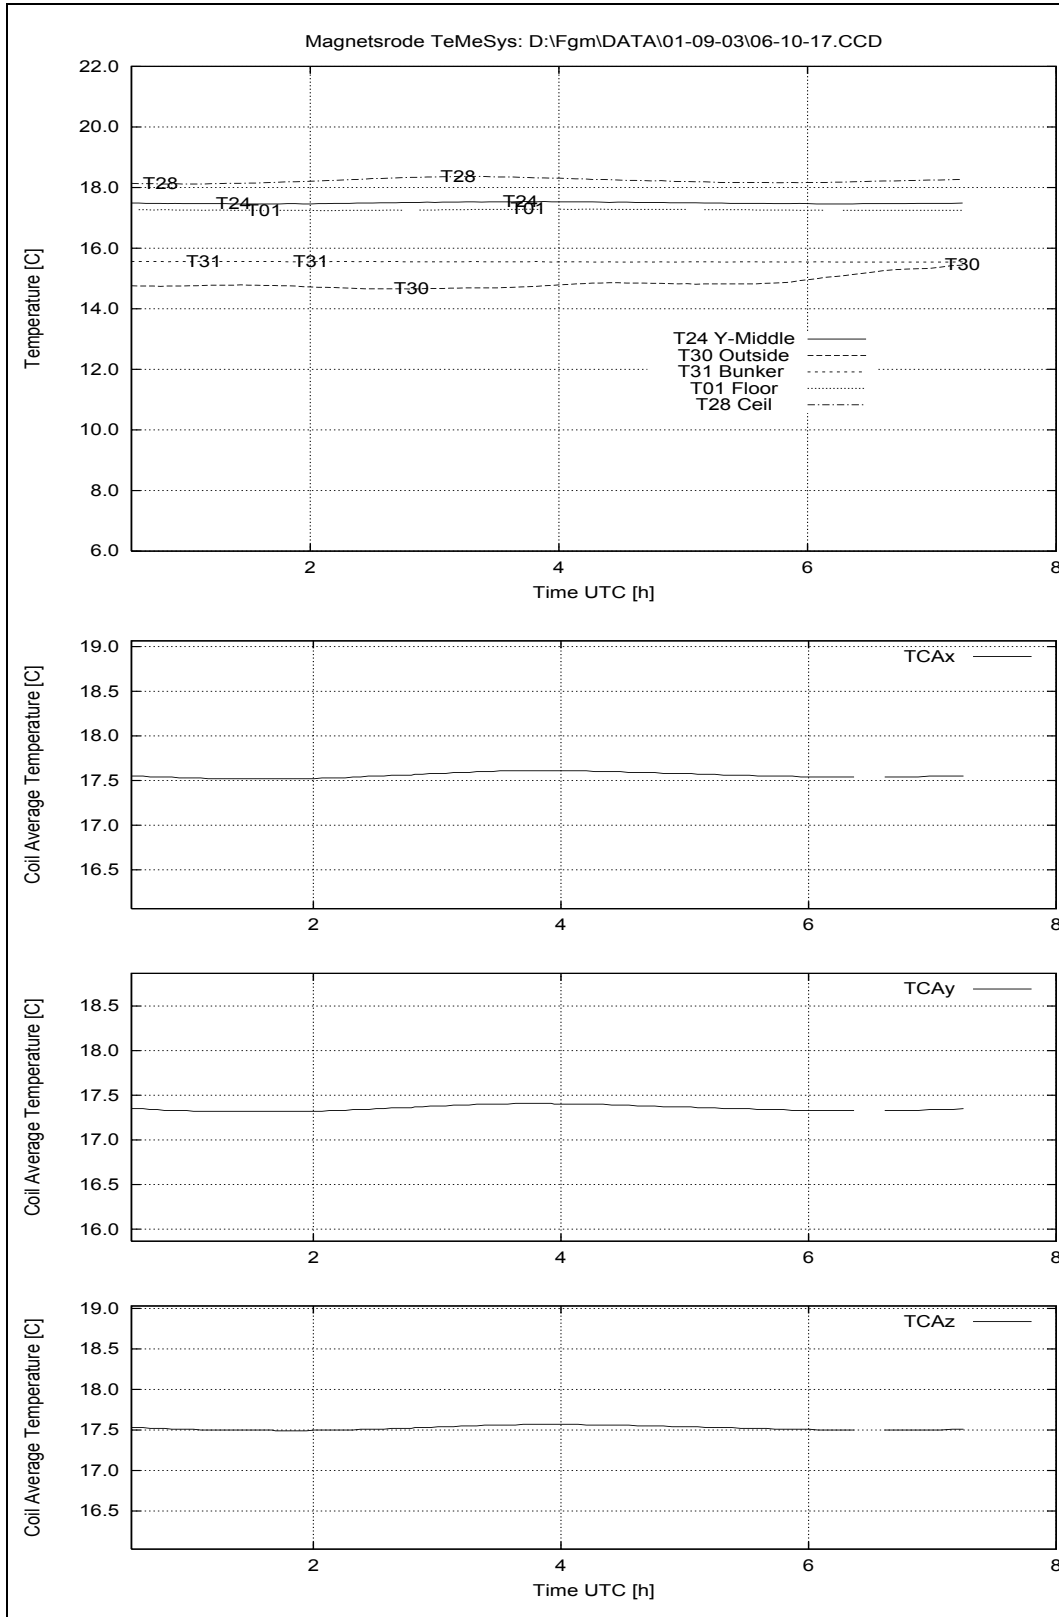 Magnetsrode TeMeSys: D:\Fgm\DATA\01-09-03\06-10-17.CCD
Temperature [C]
22.0
20.0
18.0
16.0
14.0
12.0
10.0
8.0
6.0
T28
T28
T24
T24
T01
T01
T31
T31
T30
T30
T24 Y-Middle
T30 Outside
T31 Bunker
T01 Floor
T28 Ceil
2 4 6 8
Time UTC [h]
Coil Average Temperature [C]
19.0
18.5
18.0
17.5
17.0
16.5
TCAx
2 4 6 8
Coil Average Temperature [C]
18.5
18.0
17.5
17.0
16.5
16.0
TCAy
2 4 6 8
Coil Average Temperature [C]
19.0
18.5
18.0
17.5
17.0
16.5
TCAz
2 4 6 8
Time UTC [h]